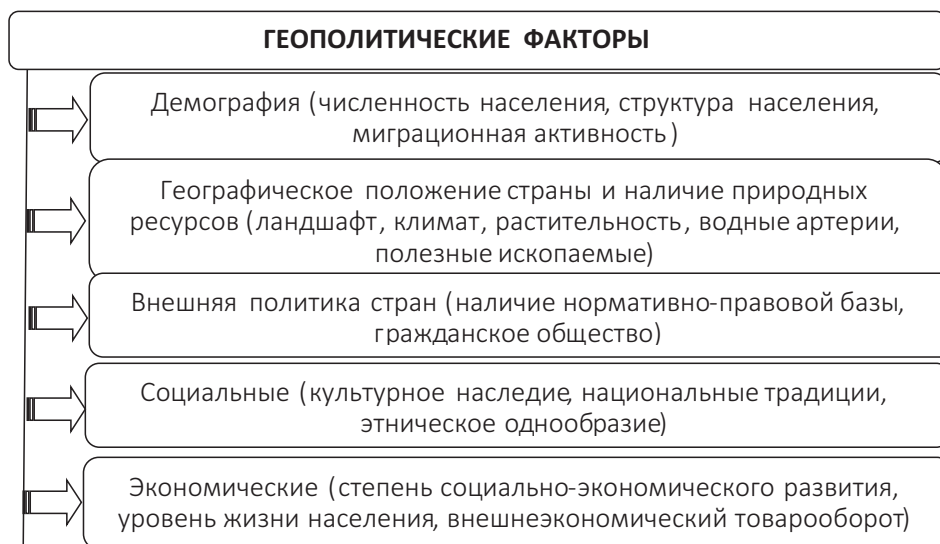 ГЕОПОЛИТИЧЕСКИЕ ФАКТОРЫ
Демография (численность населения, структура населения,
миграционная активность)
Географическое положение страны и наличие природных
ресурсов (ландшафт, климат, растительность, водные артерии,
полезные ископаемые)
Внешняя политика стран (наличие нормативно-правовой базы,
гражданское общество)
Социальные (культурное наследие, национальные традиции,
этническое однообразие)
Экономические (степень социально-экономического развития,
уровень жизни населения, внешнеэкономический товарооборот)